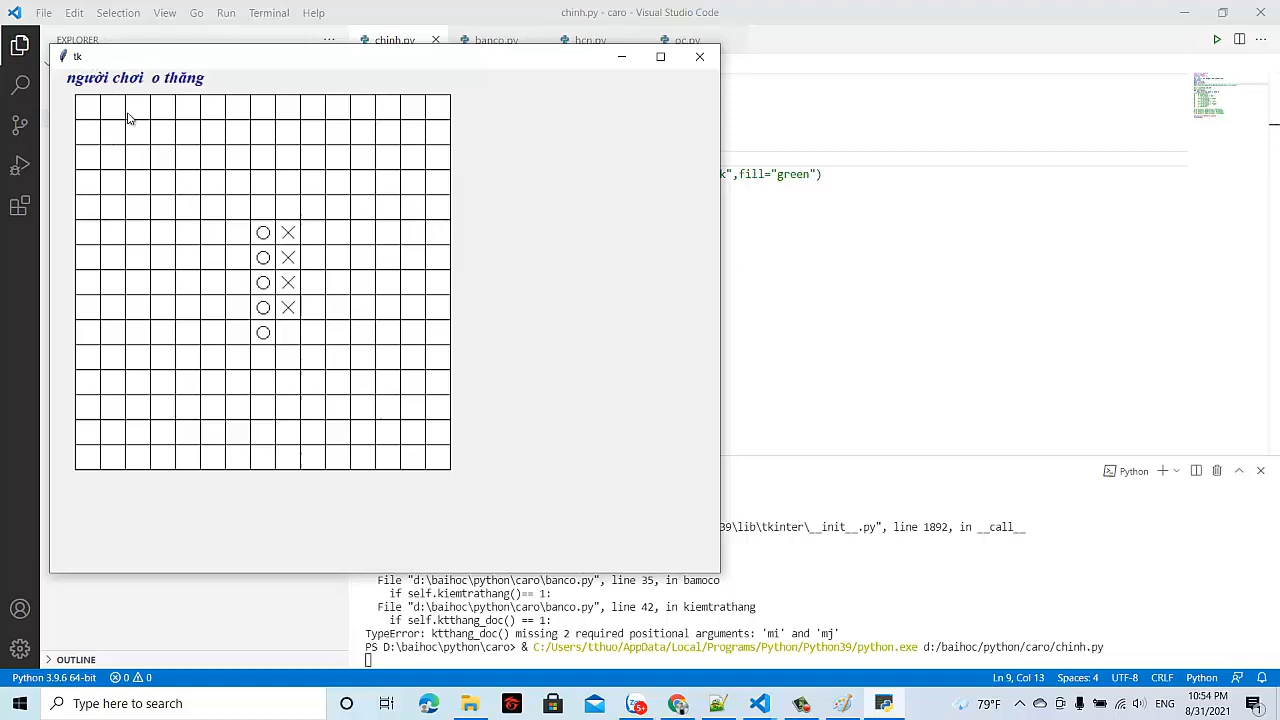 File Edit Selection View Go Run Terminal Help
chinh.py - caro - Visual Studio Code
EXPLORER
chinh.py
banco.py
hcn.py
oc.py
tk
người chơi o thắng
k",fill="green")
Python
39\lib\tkinter\__init__.py", line 1892, in __call__
File "d:\baihoc\python\caro\banco.py", line 35, in bamoco
if self.kiemtrathang()== 1:
File "d:\baihoc\python\caro\banco.py", line 42, in kiemtrathang
if self.ktthang_doc() == 1:
TypeError: ktthang_doc() missing 2 required positional arguments: 'mi' and 'mj'
PS D:\baihoc\python\caro> & C:/Users/tthuo/AppData/Local/Programs/Python/Python39/python.exe d:/baihoc/python/caro/chinh.py
OUTLINE
Python 3.9.6 64-bit 0 0
Ln 9, Col 13 Spaces: 4 UTF-8 CRLF Python
Type here to search
79°F
ENG
10:54 PM
8/31/2021